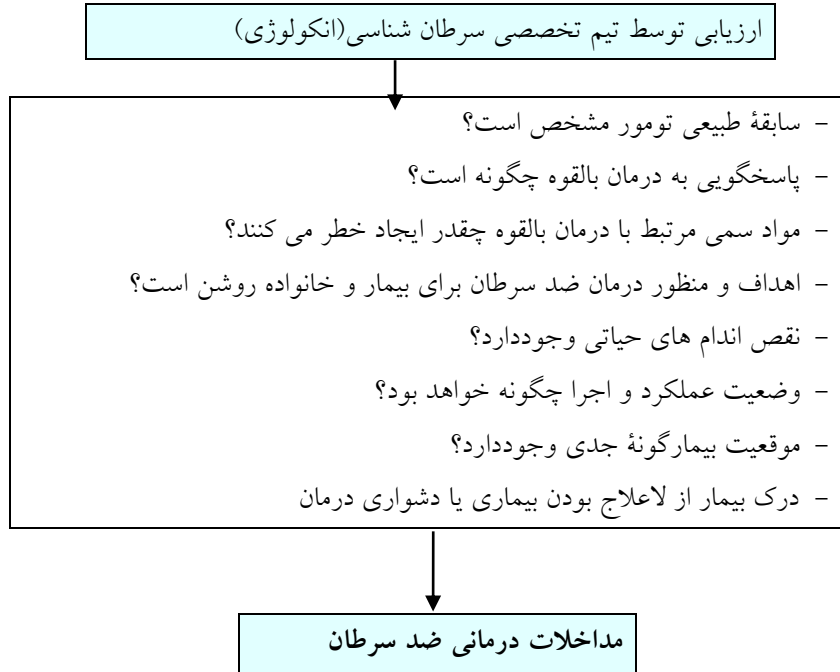 ارزیابی توسط تیم تخصصی سرطان شناسی(انکولوژی)
– سابقهٔ طبیعی تومور مشخص است؟
– پاسخگویی به درمان بالقوه چگونه است؟
– مواد سمی مرتبط با درمان بالقوه چقدر ایجاد خطر می کنند؟
– اهداف و منظور درمان ضد سرطان برای بیمار و خانواده روشن است؟
– نقص اندام های حیاتی وجوددارد؟
– وضعیت عملکرد و اجرا چگونه خواهد بود؟
– موقعیت بیمارگونهٔ جدی وجوددارد؟
– درک بیمار از لاعلاج بودن بیماری یا دشواری درمان
مداخلات درمانی ضد سرطان